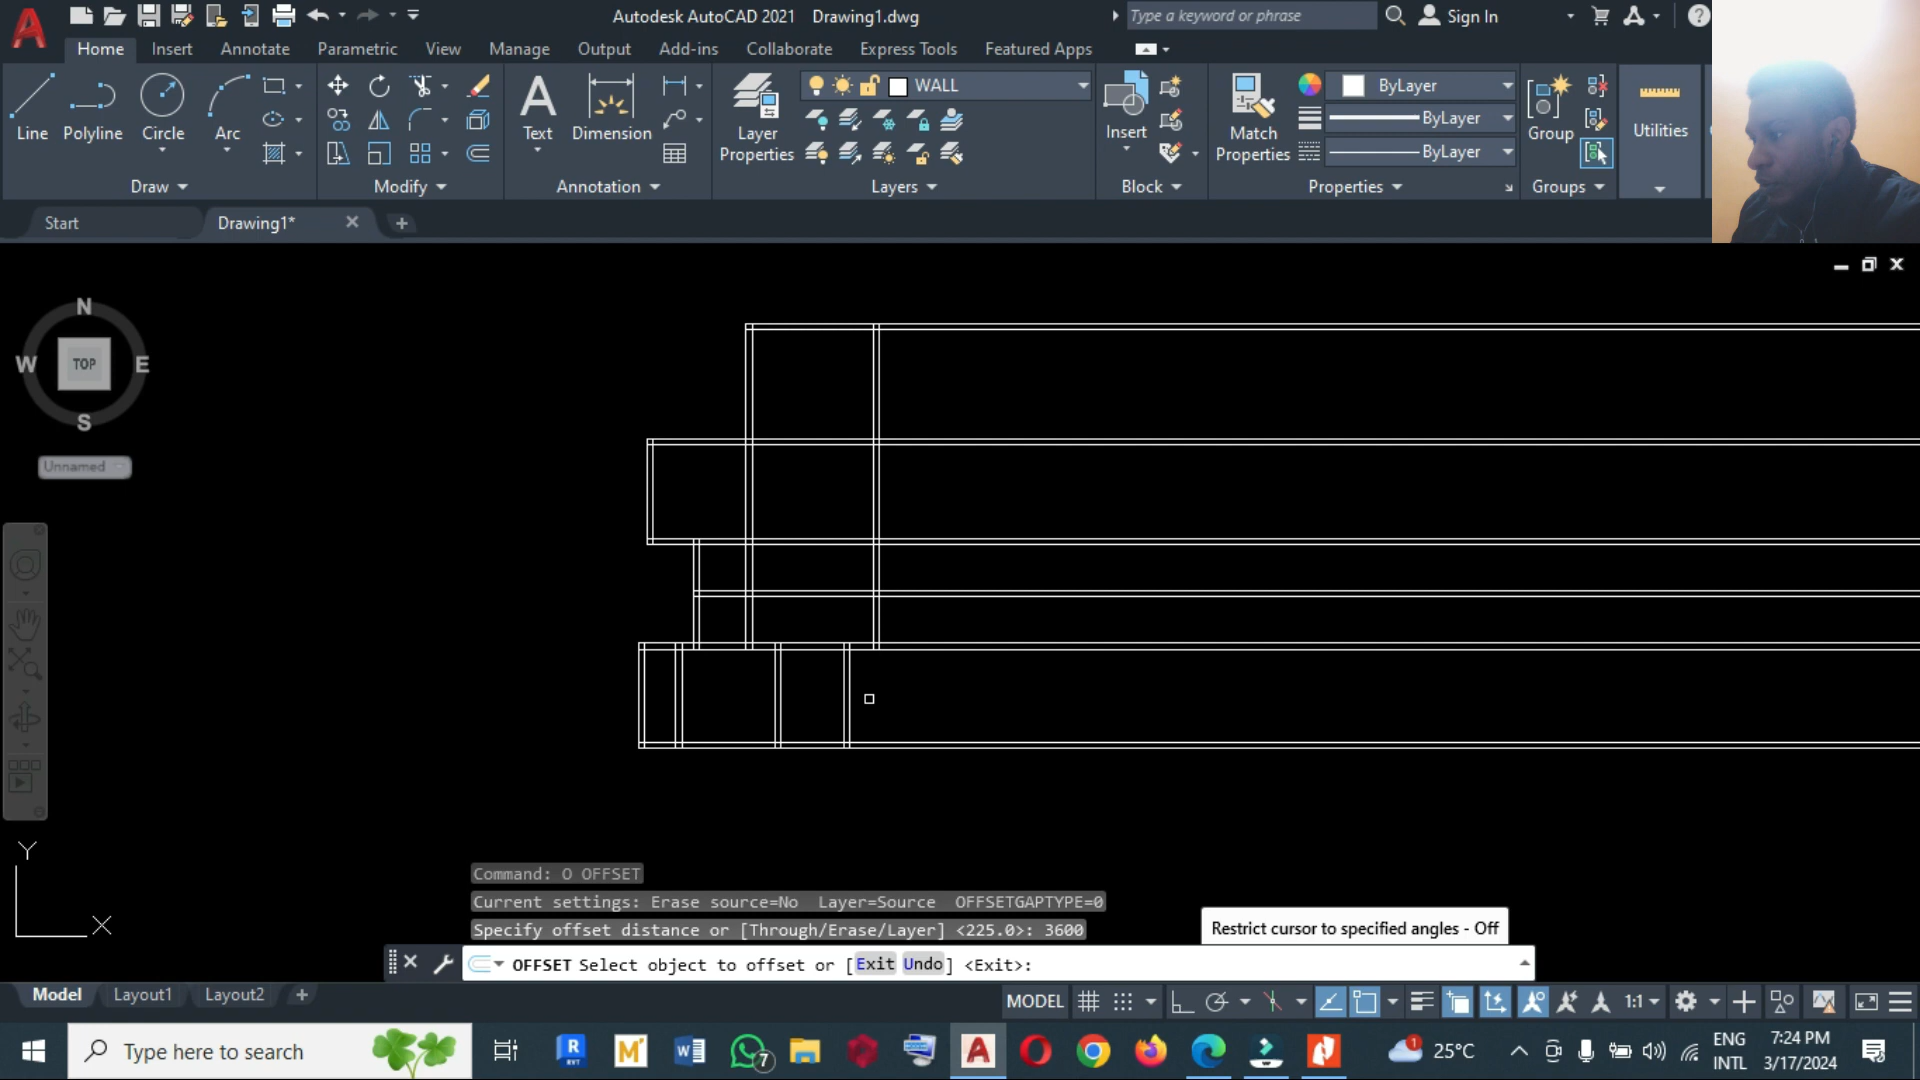 Autodesk AutoCAD 2021 Drawing1.dwg
Type a keyword or phrase
Sign In
Home Insert Annotate Parametric View Manage Output Add-ins Collaborate Express Tools Featured Apps
WALL
ByLayer
ByLayer
ByLayer
Line Polyline Circle Arc
Text Dimension
Layer Properties
Insert
Match Properties
Group
Utilities
Draw Modify Annotation Layers Block Properties Groups
Start Drawing1*
N
W TOP E
S
Unnamed
Y
X
Command: O OFFSET
Current settings: Erase source=No Layer=Source OFFSETGAPTYPE=0
Specify offset distance or [Through/Erase/Layer] <225.0>: 3600
Restrict cursor to specified angles - Off
OFFSET Select object to offset or [Exit Undo] <Exit>:
Model Layout1 Layout2
MODEL 1:1
Type here to search
7
1
25°C
ENG
INTL
7:24 PM
3/17/2024